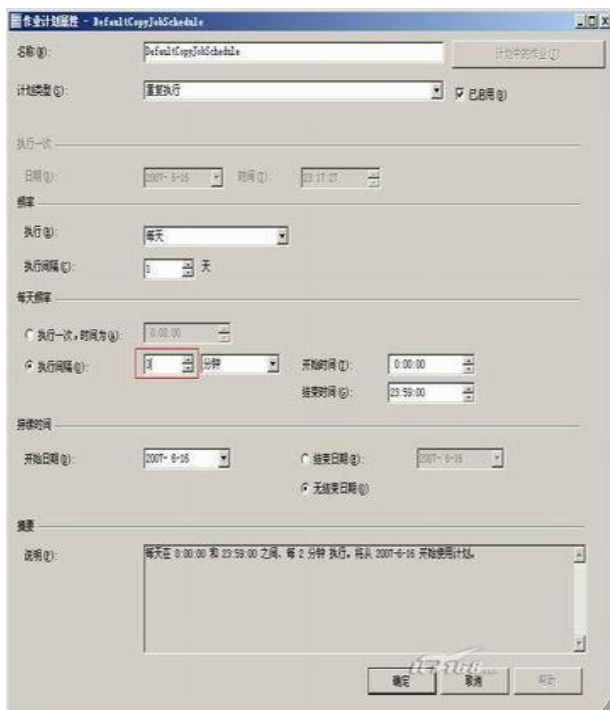 作业计划属性 - DefaultCopyJobSchedule
名称(N): DefaultCopyJobSchedule 计划中的作业(J)
计划类型(S): 重复执行 已启用(B)
执行一次
日期(D): 2007- 6-16 时间(T): 23:17:27
频率
执行(R): 每天
执行间隔(C): 1 天
每天频率
执行一次,时间为(A): 0:00:00
执行间隔(V): 3 分钟 开始时间(I): 0:00:00
结束时间(G): 23:59:00
持续时间
开始日期(D): 2007- 6-16 结束日期(E): 2007- 6-16
无结束日期(O)
摘要
说明(P): 每天在 0:00:00 和 23:59:00 之间、每 2 分钟 执行。将从 2007-6-16 开始使用计划。
确定 取消 帮助